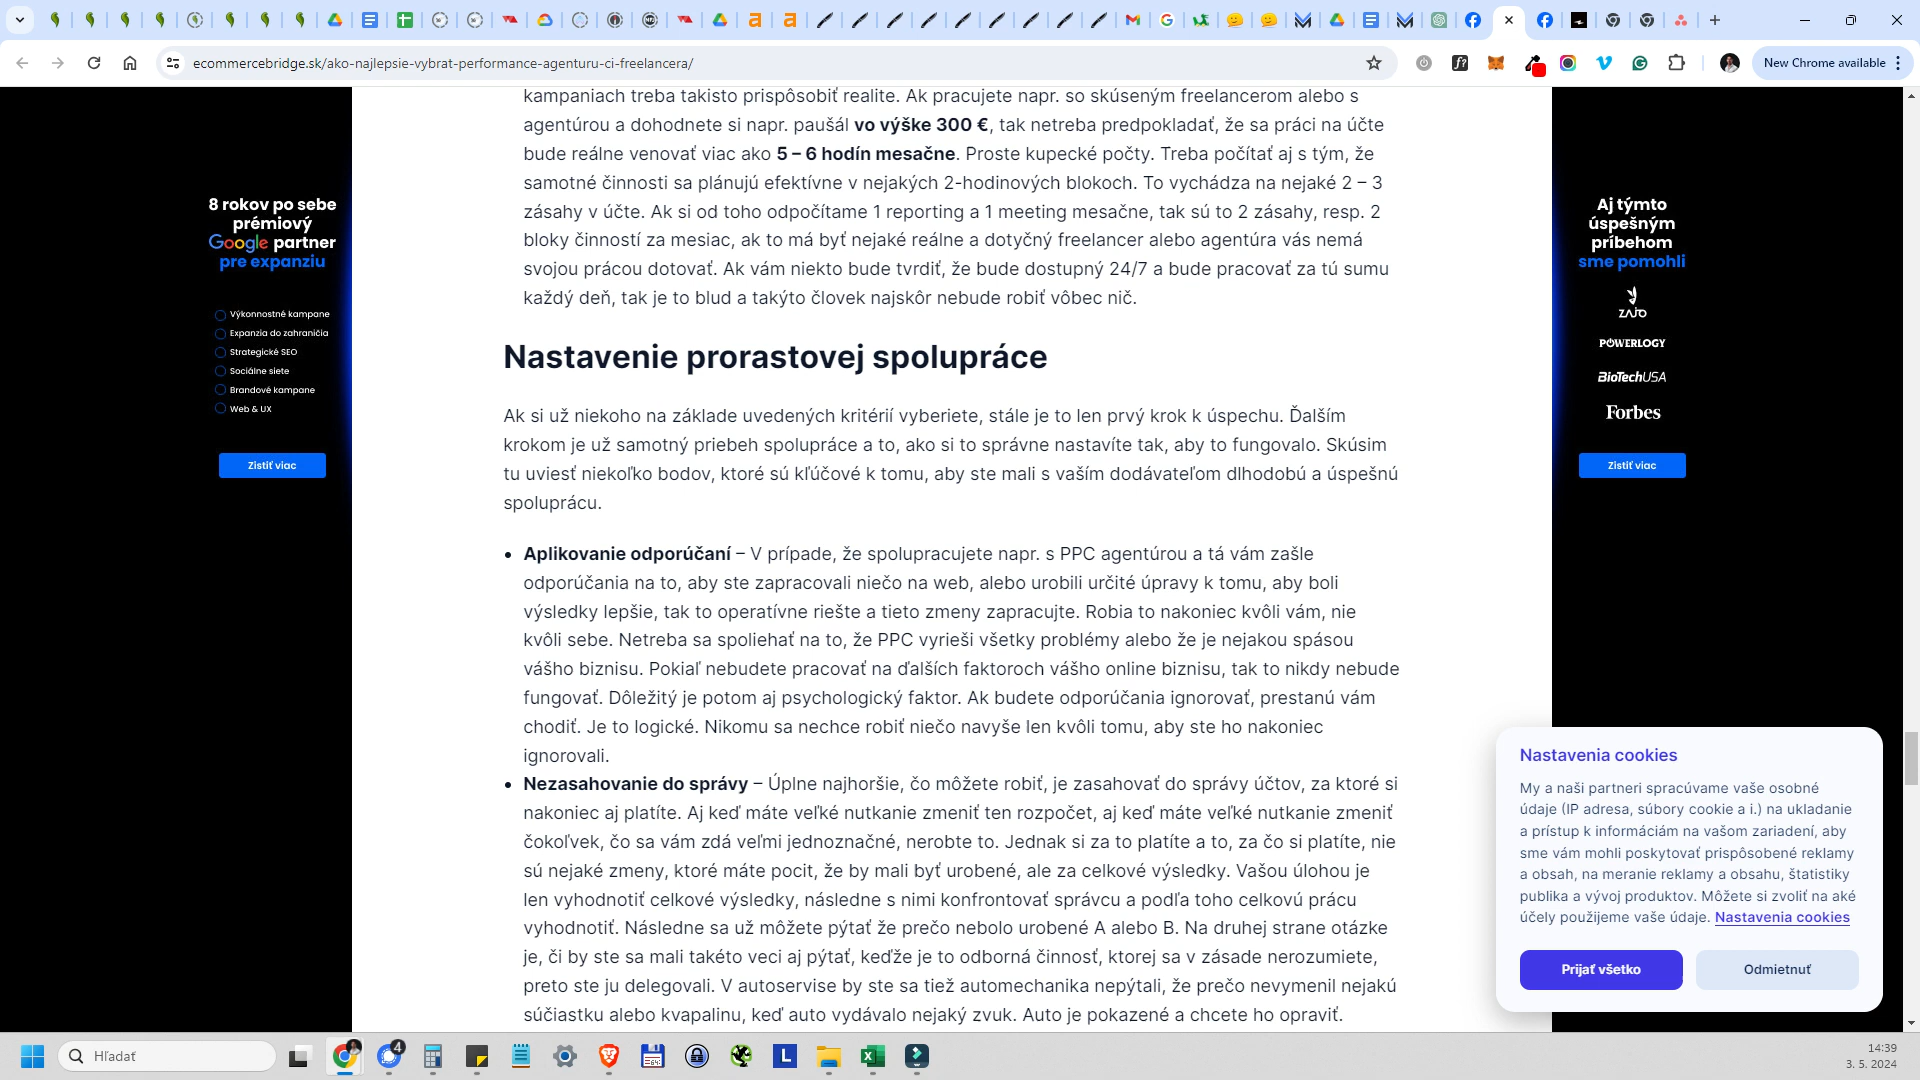 ecommercebridge.sk/ako-najlepsie-vybrat-performance-agenturu-ci-freelancera/
New Chrome available
kampaniach treba takisto prispôsobiť realite. Ak pracujete napr. so skúseným freelancerom alebo s
agentúrou a dohodnete si napr. paušál vo výške 300 €, tak netreba predpokladať, že sa práci na účte
bude reálne venovať viac ako 5 – 6 hodín mesačne. Proste kupecké počty. Treba počítať aj s tým, že
samotné činnosti sa plánujú efektívne v nejakých 2-hodinových blokoch. To vychádza na nejaké 2 – 3
zásahy v účte. Ak si od toho odpočítame 1 reporting a 1 meeting mesačne, tak sú to 2 zásahy, resp. 2
bloky činností za mesiac, ak to má byť nejaké reálne a dotyčný freelancer alebo agentúra vás nemá
svojou prácou dotovať. Ak vám niekto bude tvrdiť, že bude dostupný 24/7 a bude pracovať za tú sumu
každý deň, tak je to blud a takýto človek najskôr nebude robiť vôbec nič.
Nastavenie prorastovej spolupráce
Ak si už niekoho na základe uvedených kritérií vyberiete, stále je to len prvý krok k úspechu. Ďalším
krokom je už samotný priebeh spolupráce a to, ako si to správne nastavíte tak, aby to fungovalo. Skúsim
tu uviesť niekoľko bodov, ktoré sú kľúčové k tomu, aby ste mali s vaším dodávateľom dlhodobú a úspešnú
spoluprácu.
• Aplikovanie odporúčaní – V prípade, že spolupracujete napr. s PPC agentúrou a tá vám zašle
odporúčania na to, aby ste zapracovali niečo na web, alebo urobili určité úpravy k tomu, aby boli
výsledky lepšie, tak to operatívne riešte a tieto zmeny zapracujte. Robia to nakoniec kvôli vám, nie
kvôli sebe. Netreba sa spoliehať na to, že PPC vyrieši všetky problémy alebo že je nejakou spásou
vášho biznisu. Pokiaľ nebudete pracovať na ďalších faktoroch vášho online biznisu, tak to nikdy nebude
fungovať. Dôležitý je potom aj psychologický faktor. Ak budete odporúčania ignorovať, prestanú vám
chodiť. Je to logické. Nikomu sa nechce robiť niečo navyše len kvôli tomu, aby ste ho nakoniec
ignorovali.
• Nezasahovanie do správy – Úplne najhoršie, čo môžete robiť, je zasahovať do správy účtov, za ktoré si
nakoniec aj platíte. Aj keď máte veľké nutkanie zmeniť ten rozpočet, aj keď máte veľké nutkanie zmeniť
čokoľvek, čo sa vám zdá veľmi jednoznačné, nerobte to. Jednak si za to platíte a to, za čo si platíte, nie
sú nejaké zmeny, ktoré máte pocit, že by mali byť urobené, ale za celkové výsledky. Vašou úlohou je
len vyhodnotiť celkové výsledky, následne s nimi konfrontovať správcu a podľa toho celkovú prácu
vyhodnotiť. Následne sa už môžete pýtať že prečo nebolo urobené A alebo B. Na druhej strane otázke
je, či by ste sa mali takéto veci aj pýtať, keďže je to odborná činnosť, ktorej sa v zásade nerozumiete,
preto ste ju delegovali. V autoservise by ste sa tiež automechanika nepýtali, že prečo nevymenil nejakú
súčiastku alebo kvapalinu, keď auto vydávalo nejaký zvuk. Auto je pokazené a chcete ho opraviť.
8 rokov po sebe
prémiový
Google partner
pre expanziu
Výkonnostné kampane
Expanzia do zahraničia
Strategické SEO
Sociálne siete
Brandové kampane
Web & UX
Zistiť viac
Aj týmto
úspešným
príbehom
sme pomohli
ZAJO
POWERLOGY
BioTechUSA
Forbes
Zistiť viac
Nastavenia cookies
My a naši partneri spracúvame vaše osobné
údaje (IP adresa, súbory cookie a i.) na ukladanie
a prístup k informáciám na vašom zariadení, aby
sme vám mohli poskytovať prispôsobené reklamy
a obsah, na meranie reklamy a obsahu, štatistiky
publika a vývoj produktov. Môžete si zvoliť na aké
účely použijeme vaše údaje. Nastavenia cookies
Prijať všetko
Odmietnuť
Hľadať
4
L
14:39
3. 5. 2024